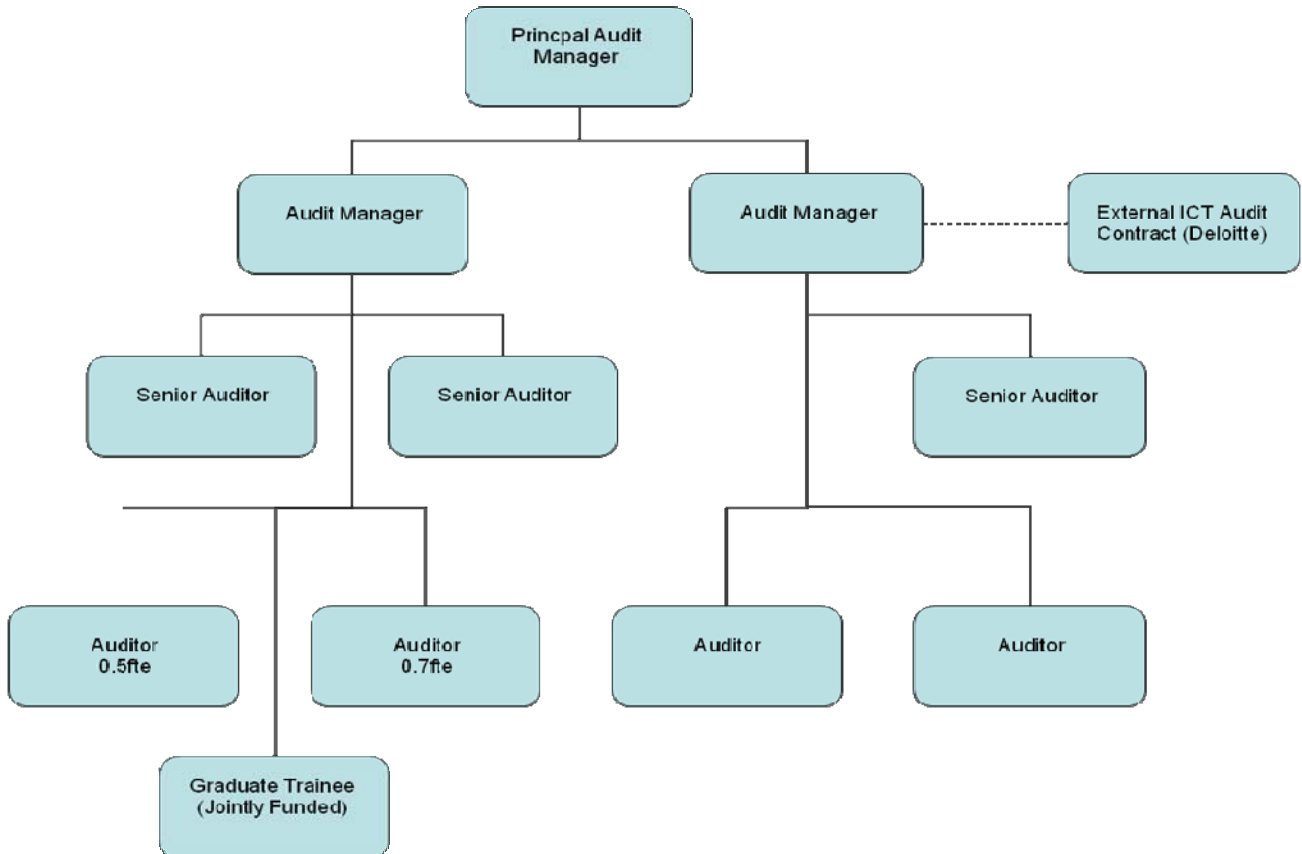 Princpal Audit
Manager
Audit Manager
Audit Manager
External ICT Audit
Contract (Deloitte)
Senior Auditor
Senior Auditor
Senior Auditor
Auditor
0.5fte
Auditor
0.7fte
Auditor
Auditor
Graduate Trainee
(Jointly Funded)